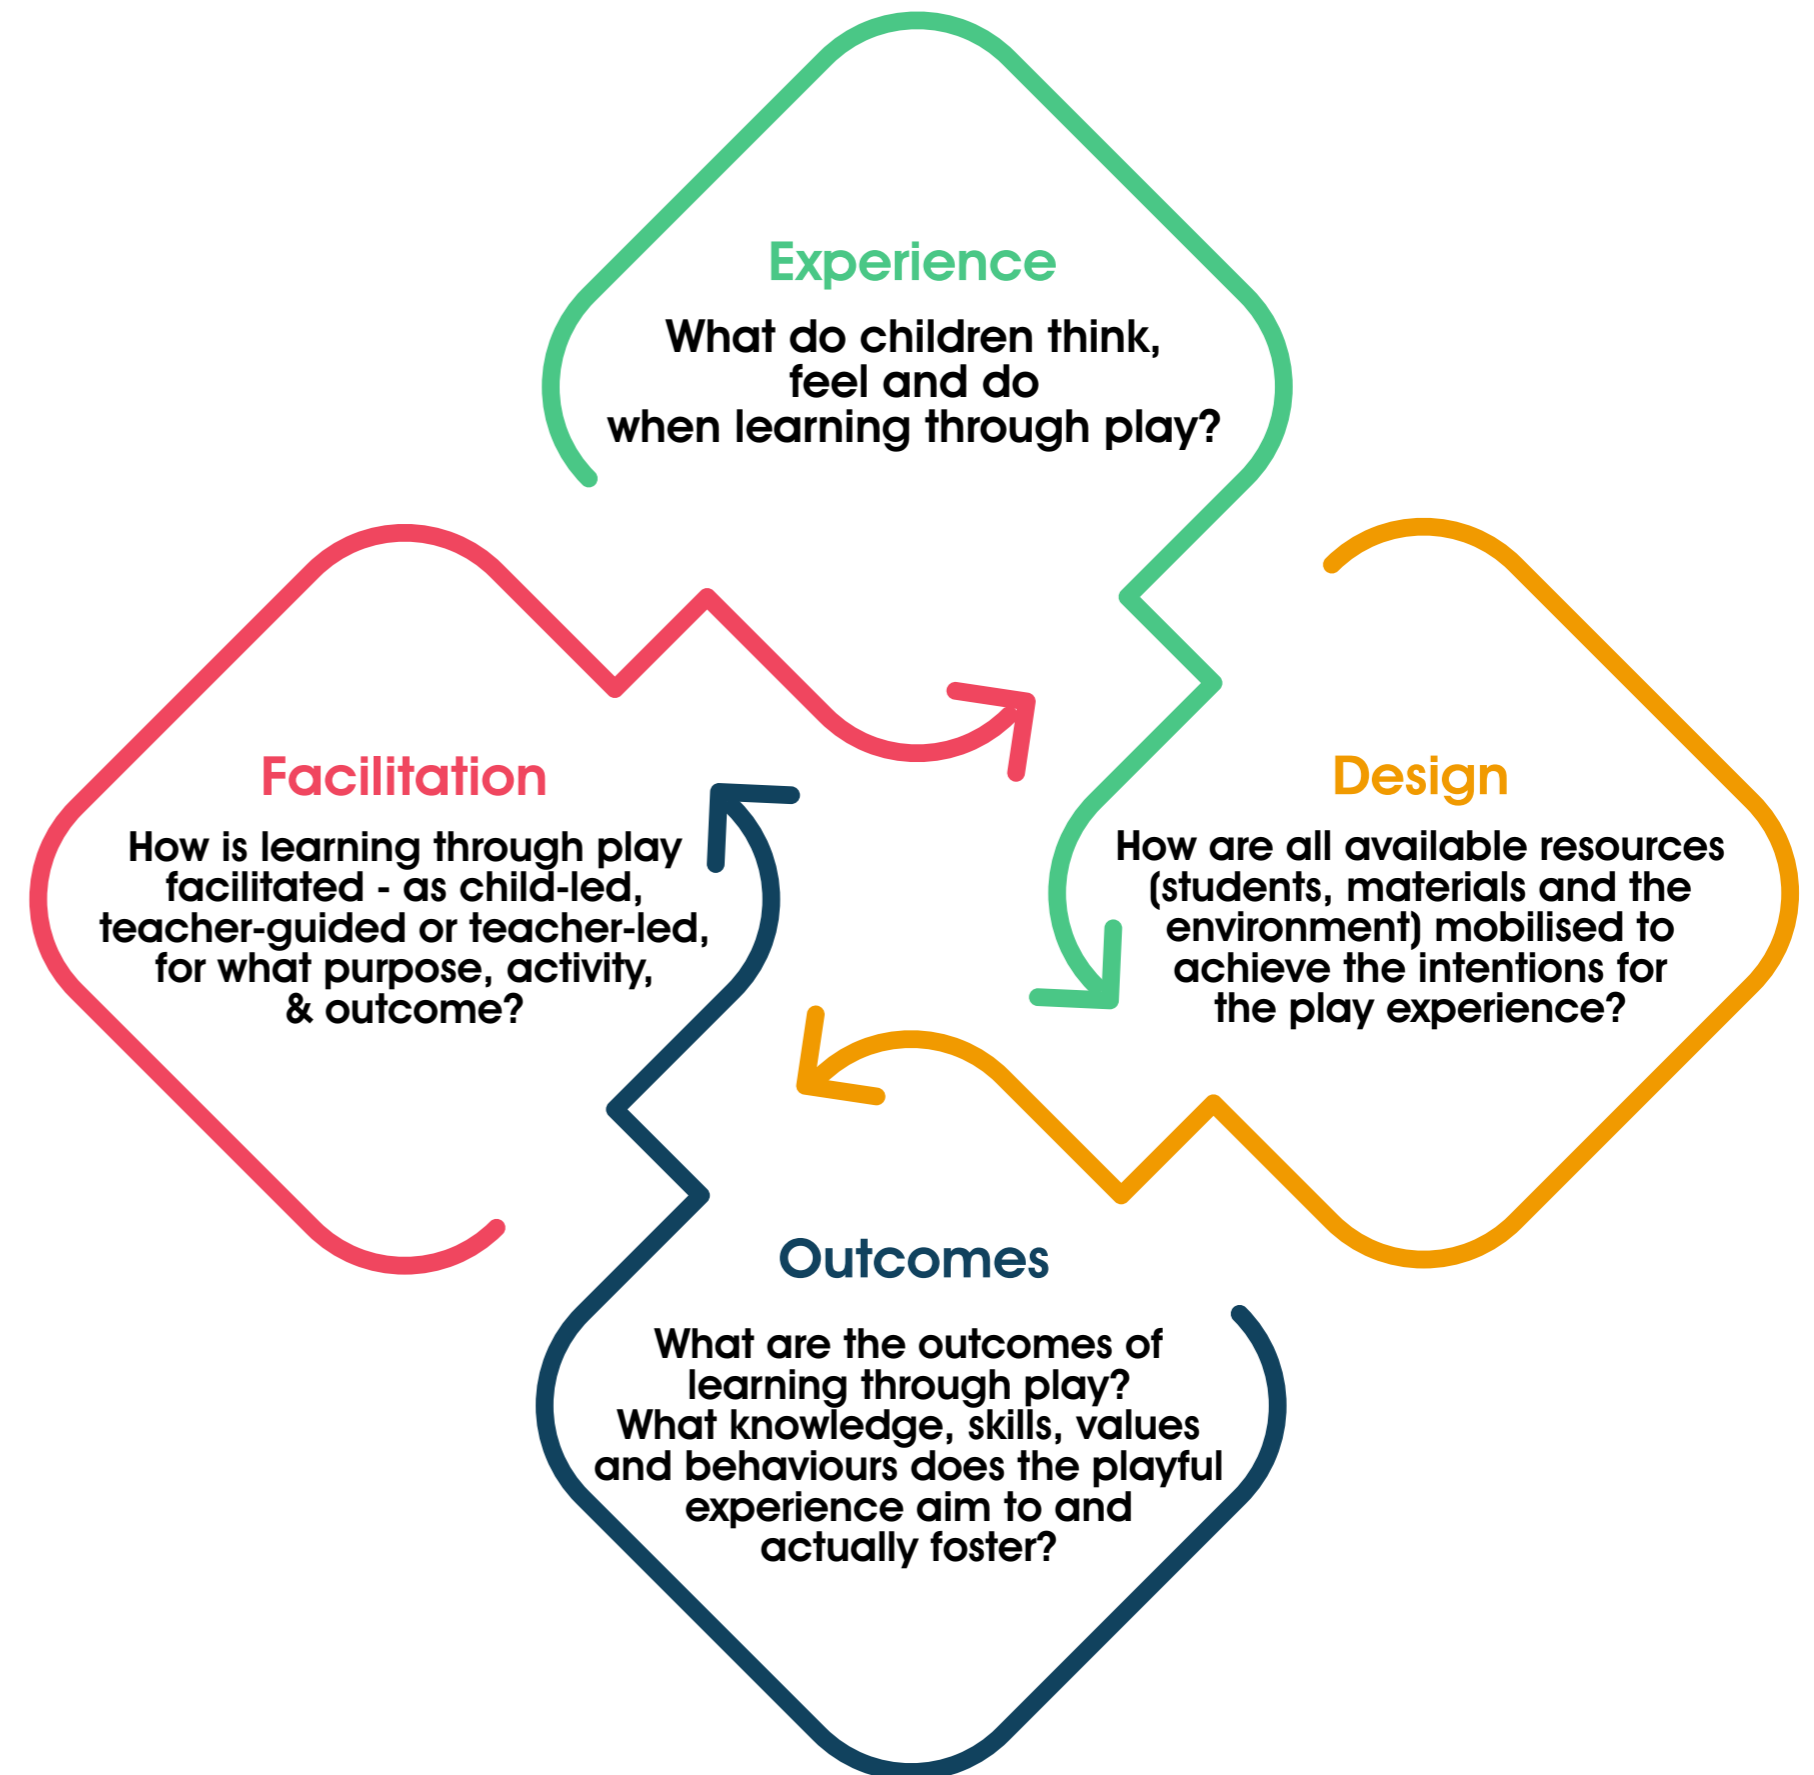 Experience
What do children think,
feel and do
when learning through play?
Facilitation
How is learning through play
facilitated - as child-led,
teacher-guided or teacher-led,
for what purpose, activity,
& outcome?
Design
How are all available resources
(students, materials and the
environment) mobilised to
achieve the intentions for
the play experience?
Outcomes
What are the outcomes of
learning through play?
What knowledge, skills, values
and behaviours does the playful
experience aim to and
actually foster?